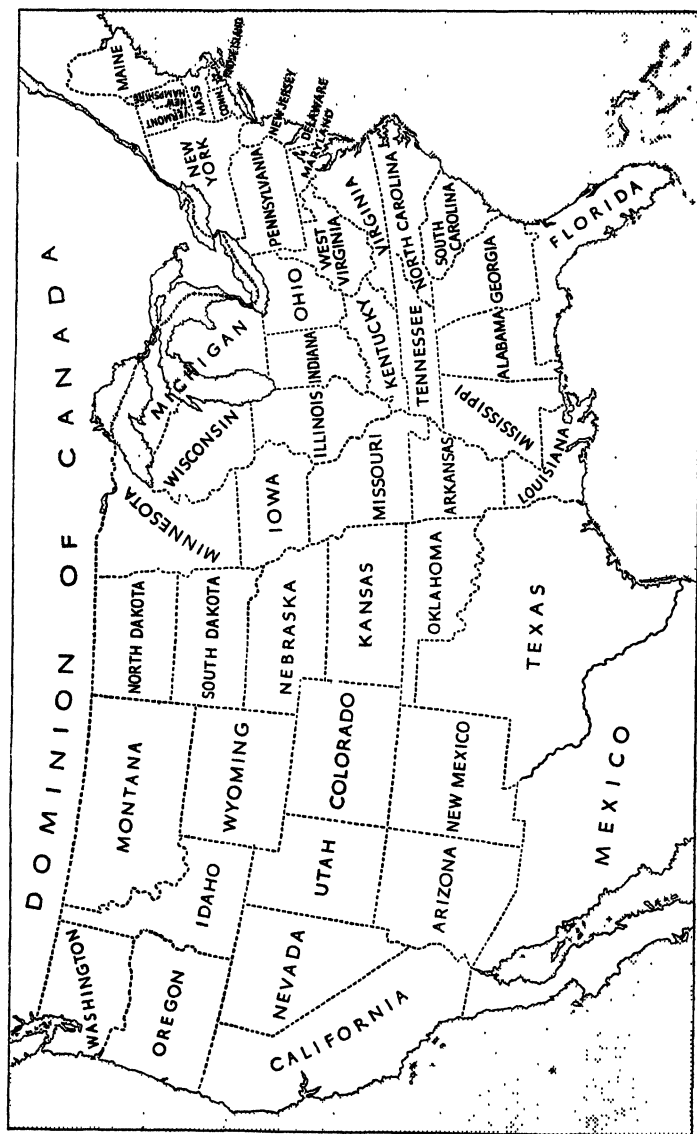 DOMINION OF CANADA
WASHINGTON
OREGON
CALIFORNIA
NEVADA
IDAHO
MONTANA
WYOMING
UTAH
ARIZONA
COLORADO
NEW MEXICO
NORTH DAKOTA
SOUTH DAKOTA
NEBRASKA
KANSAS
OKLAHOMA
TEXAS
MEXICO
MINNESOTA
IOWA
MISSOURI
ARKANSAS
LOUISIANA
WISCONSIN
MICHIGAN
ILLINOIS
INDIANA
OHIO
KENTUCKY
TENNESSEE
MISSISSIPPI
ALABAMA
GEORGIA
FLORIDA
SOUTH
CAROLINA
NORTH CAROLINA
VIRGINIA
WEST
VIRGINIA
PENNSYLVANIA
MARYLAND
DELAWARE
NEW JERSEY
NEW
YORK
VERMONT
NEW
HAMPSHIRE
MAINE
MASS
CONN.
RHODE ISLAND